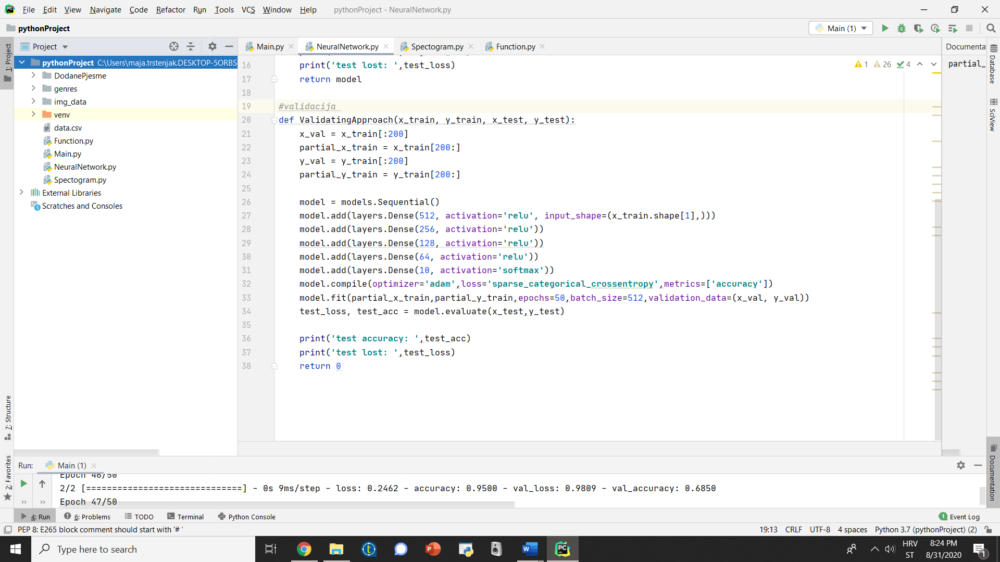 File Edit View Navigate Code Refactor Run Tools VCS Window Help pythonProject - NeuralNetwork.py
pythonProject
Main (1)
1: Project
Project
Main.py
NeuralNetwork.py
Spectogram.py
Function.py
Documenta
pythonProject C:\Users\maja.trstenjak.DESKTOP-5ORBS
DodanePjesme
genres
img_data
venv
data.csv
Function.py
Main.py
NeuralNetwork.py
Spectogram.py
External Libraries
Scratches and Consoles
16 print('test lost: ',test_loss)
17 return model
18
19 #validacija
20 def ValidatingApproach(x_train, y_train, x_test, y_test):
21 x_val = x_train[:200]
22 partial_x_train = x_train[200:]
23 y_val = y_train[:200]
24 partial_y_train = y_train[200:]
25
26 model = models.Sequential()
27 model.add(layers.Dense(512, activation='relu', input_shape=(x_train.shape[1],)))
28 model.add(layers.Dense(256, activation='relu'))
29 model.add(layers.Dense(128, activation='relu'))
30 model.add(layers.Dense(64, activation='relu'))
31 model.add(layers.Dense(10, activation='softmax'))
32 model.compile(optimizer='adam',loss='sparse_categorical_crossentropy',metrics=['accuracy'])
33 model.fit(partial_x_train,partial_y_train,epochs=50,batch_size=512,validation_data=(x_val, y_val))
34 test_loss, test_acc = model.evaluate(x_test,y_test)
35
36 print('test accuracy: ',test_acc)
37 print('test lost: ',test_loss)
38 return 0
1 26 4
partial_
Database
SciView
Documentation
7: Structure
2: Favorites
Run: Main (1)
Epoch 46/50
2/2 [==============================] - 0s 9ms/step - loss: 0.2462 - accuracy: 0.9500 - val_loss: 0.9809 - val_accuracy: 0.6850
Epoch 47/50
4: Run 6: Problems TODO Terminal Python Console 1 Event Log
PEP 8: E265 block comment should start with '# ' 19:13 CRLF UTF-8 4 spaces Python 3.7 (pythonProject) (2)
Type here to search
HRV
ST
8:24 PM
8/31/2020
1